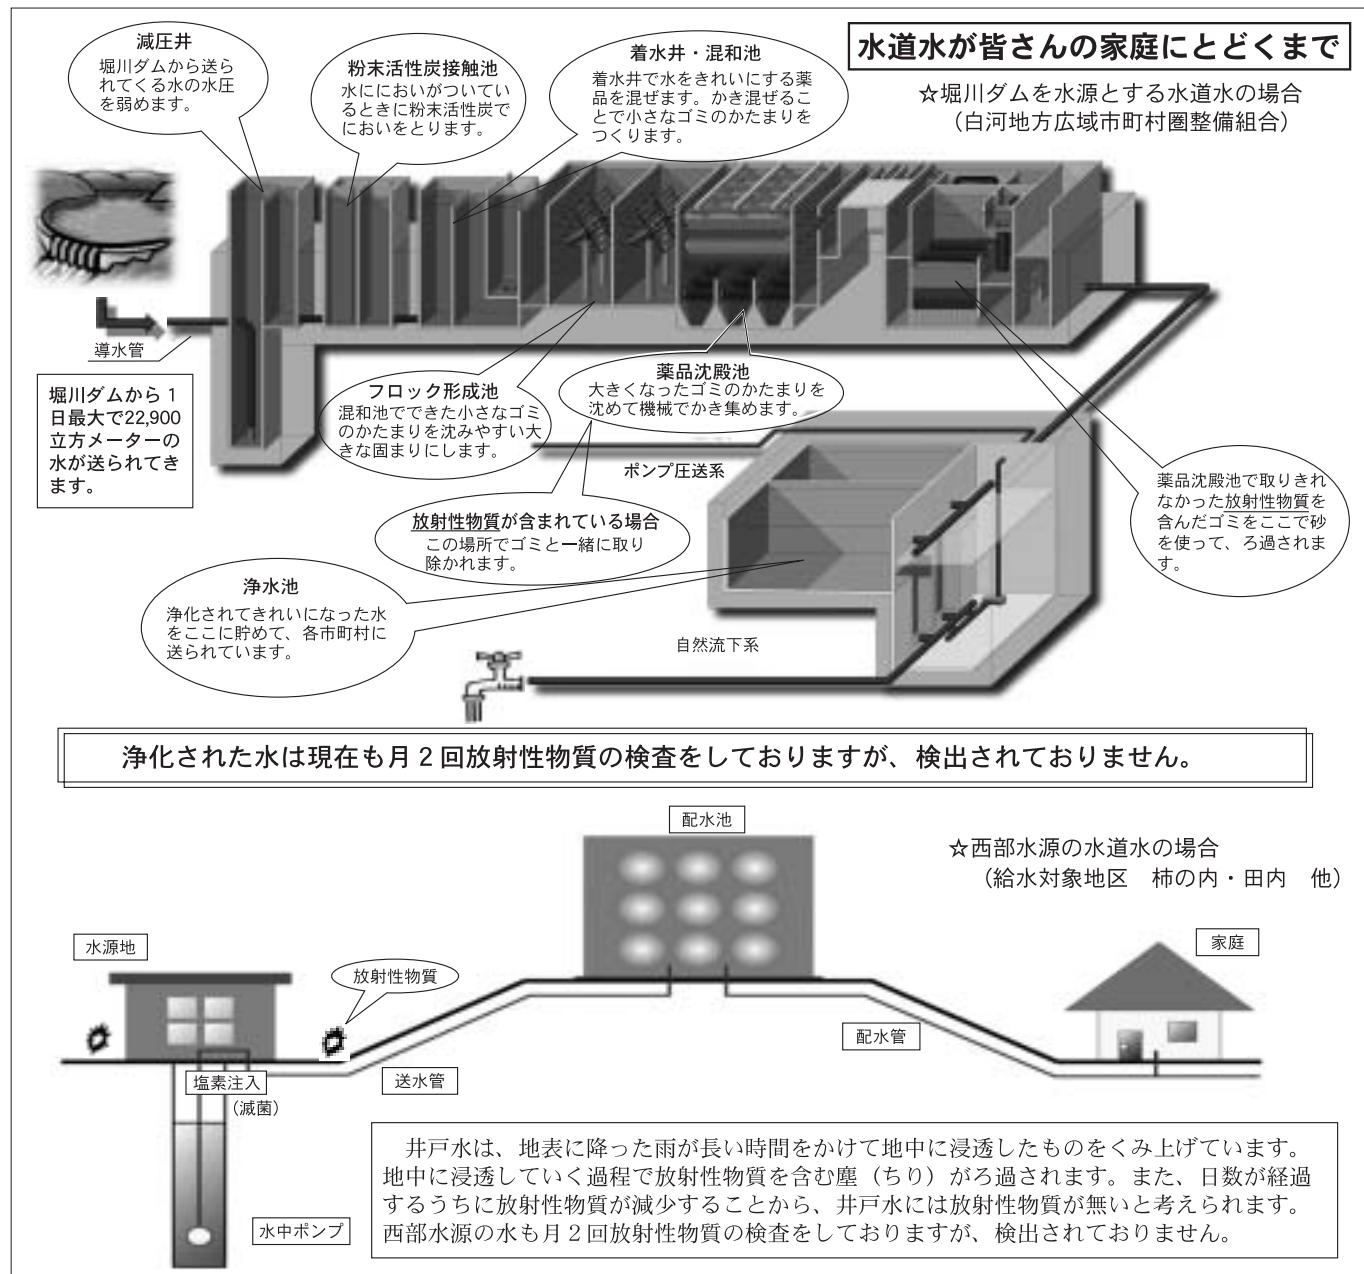 水道水が皆さんの家庭にとどくまで
☆堀川ダムを水源とする水道水の場合
（白河地方広域市町村圏整備組合）
減圧井
堀川ダムから送ら
れてくる水の水圧
を弱めます。
粉末活性炭接触池
水ににおいがついてい
るときに粉末活性炭で
においをとります。
着水井・混和池
着水井で水をきれいにする薬
品を混ぜます。かき混ぜるこ
とで小さなゴミのかたまりを
つくります。
導水管
堀川ダムから１
日最大で22,900
立方メーターの
水が送られてき
ます。
フロック形成池
混和池でできた小さなゴミ
のかたまりを沈みやすい大
きな固まりにします。
薬品沈殿池
大きくなったゴミのかたまりを
沈めて機械でかき集めます。
ポンプ圧送系
放射性物質が含まれている場合
この場所でゴミと一緒に取り
除かれます。
薬品沈殿池で取りきれ
なかった放射性物質を
含んだゴミをここで砂
を使って、ろ過されま
す。
浄水池
浄化されてきれいになった水
をここに貯めて、各市町村に
送られています。
自然流下系
浄化された水は現在も月２回放射性物質の検査をしておりますが、検出されておりません。
配水池
☆西部水源の水道水の場合
（給水対象地区　柿の内・田内　他）
水源地
放射性物質
家庭
配水管
塩素注入
（滅菌）
送水管
水中ポンプ
　井戸水は、地表に降った雨が長い時間をかけて地中に浸透したものをくみ上げています。
地中に浸透していく過程で放射性物質を含む塵（ちり）がろ過されます。また、日数が経過
するうちに放射性物質が減少することから、井戸水には放射性物質が無いと考えられます。
西部水源の水も月２回放射性物質の検査をしておりますが、検出されておりません。